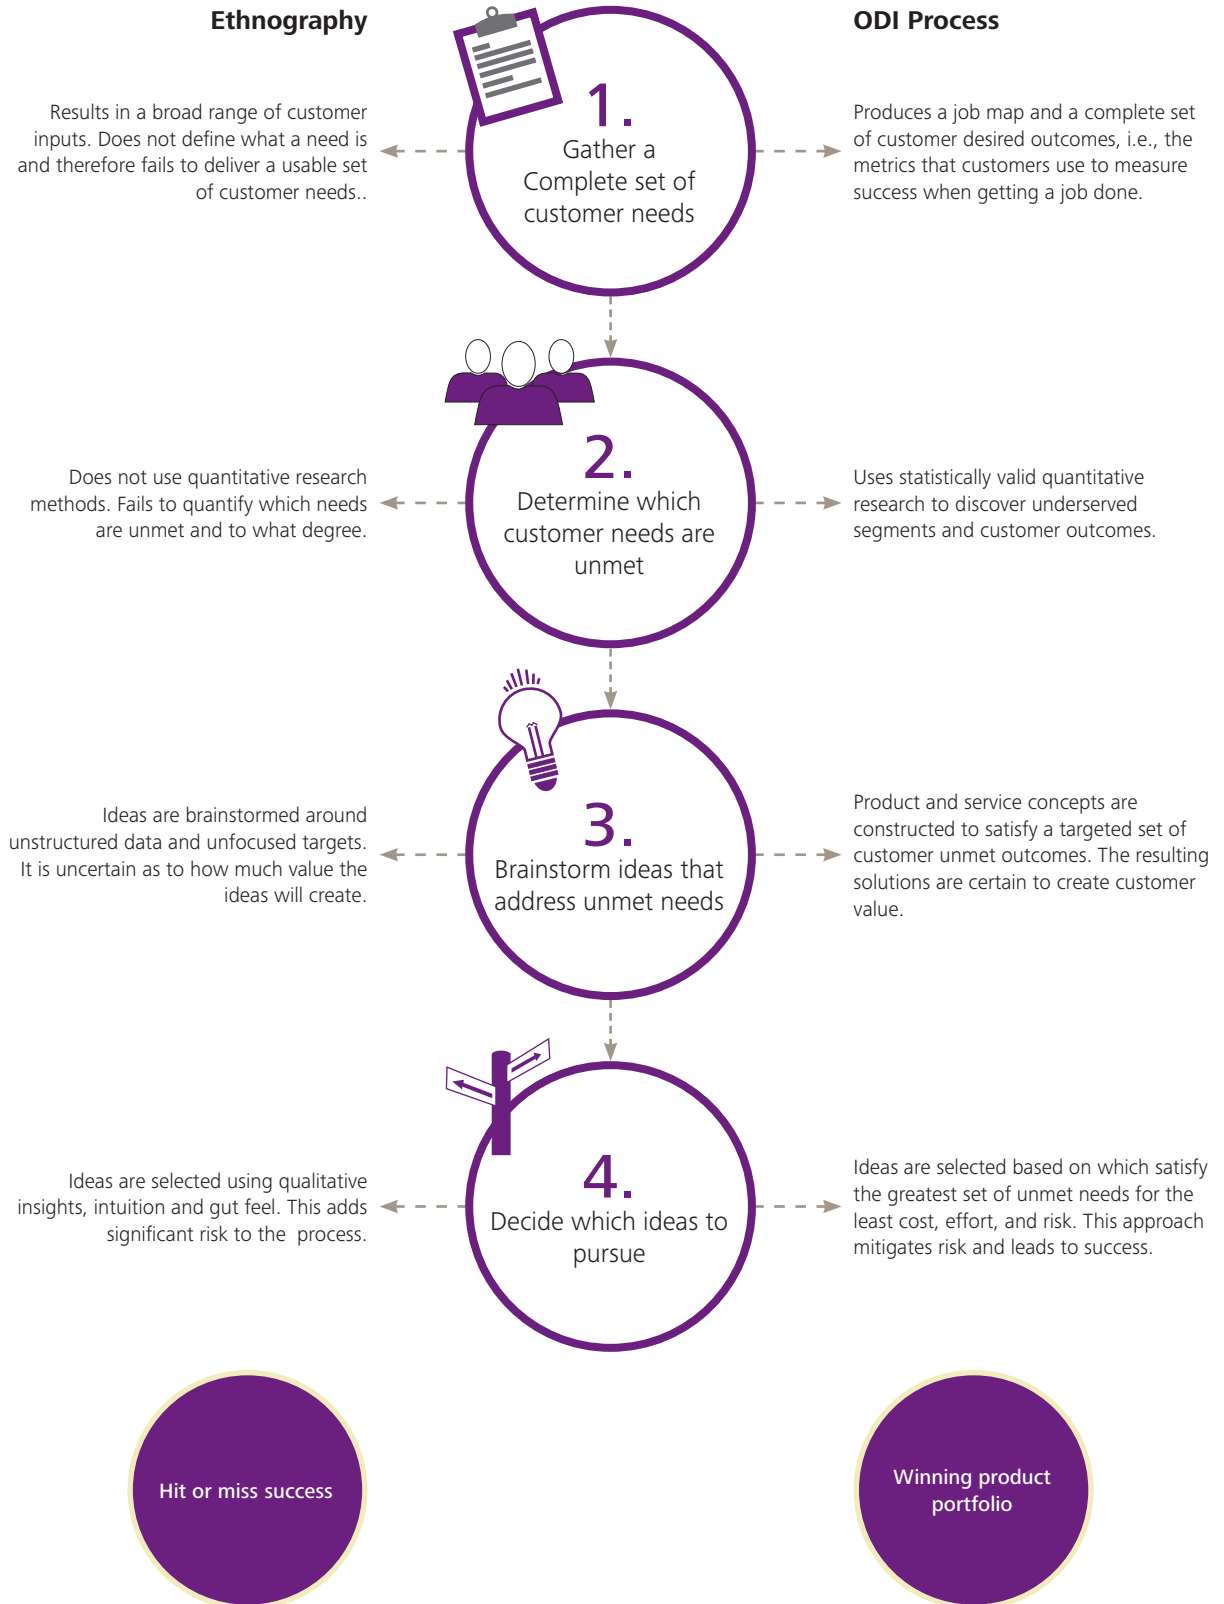 Ethnography
ODI Process
Results in a broad range of customer
inputs. Does not define what a need is
and therefore fails to deliver a usable set
of customer needs..
1.
Gather a
Complete set of
customer needs
Produces a job map and a complete set
of customer desired outcomes, i.e., the
metrics that customers use to measure
success when getting a job done.
Does not use quantitative research
methods. Fails to quantify which needs
are unmet and to what degree.
2.
Determine which
customer needs are
unmet
Uses statistically valid quantitative
research to discover underserved
segments and customer outcomes.
Ideas are brainstormed around
unstructured data and unfocused targets.
It is uncertain as to how much value the
ideas will create.
3.
Brainstorm ideas that
address unmet needs
Product and service concepts are
constructed to satisfy a targeted set of
customer unmet outcomes. The resulting
solutions are certain to create customer
value.
Ideas are selected using qualitative
insights, intuition and gut feel. This adds
significant risk to the  process.
4.
Decide which ideas to
pursue
Ideas are selected based on which satisfy
the greatest set of unmet needs for the
least cost, effort, and risk. This approach
mitigates risk and leads to success.
Hit or miss success
Winning product
portfolio